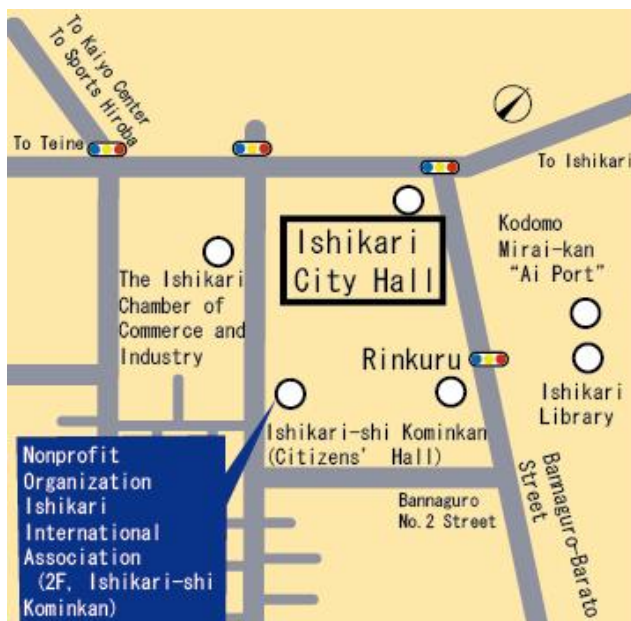 To Kaiyo Center
To Sports Hiroba
To Teine
To Ishikari
Ishikari
City Hall
Kodomo
Mirai-kan
“Ai Port”
The Ishikari
Chamber of
Commerce and
Industry
Rinkuru
Ishikari
Library
Ishikari-shi Kominkan
(Citizens’ Hall)
Nonprofit
Organization
Ishikari
International
Association
(2F, Ishikari-shi
Kominkan)
Bannaguro
No.2 Street
Bannaguro-Barato
Street